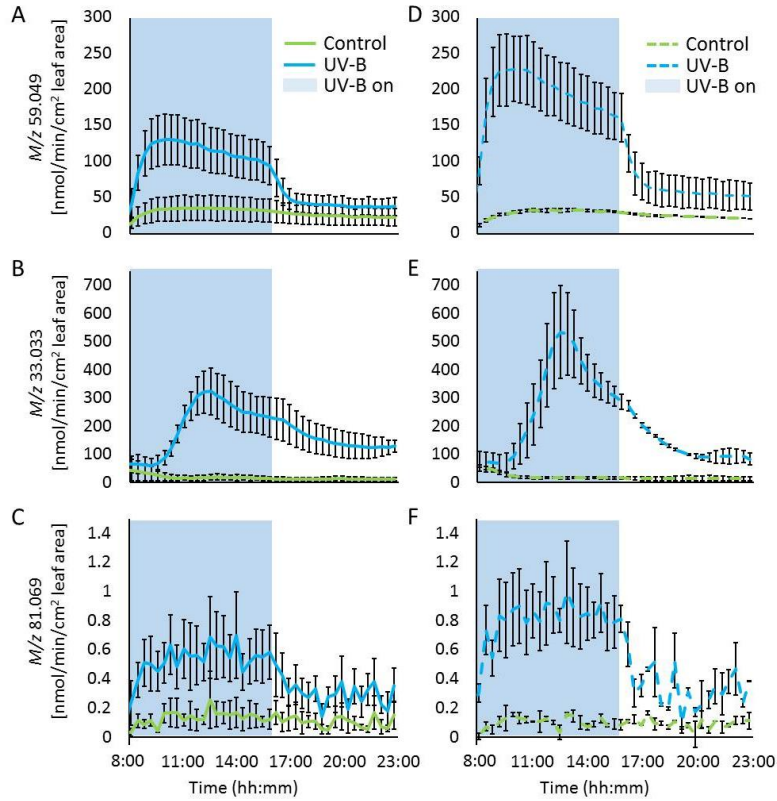 A
M/z 59.049
[nmol/min/cm² leaf area]
300
250
200
150
100
50
0
Control
UV-B
UV-B on
D
300
250
200
150
100
50
0
Control
UV-B
UV-B on
B
M/z 33.033
[nmol/min/cm² leaf area]
700
600
500
400
300
200
100
0
E
700
600
500
400
300
200
100
0
C
M/z 81.069
[nmol/min/cm² leaf area]
1.4
1.2
1
0.8
0.6
0.4
0.2
0
8:00 11:00 14:00 17:00 20:00 23:00
Time (hh:mm)
F
1.4
1.2
1
0.8
0.6
0.4
0.2
0
8:00 11:00 14:00 17:00 20:00 23:00
Time (hh:mm)